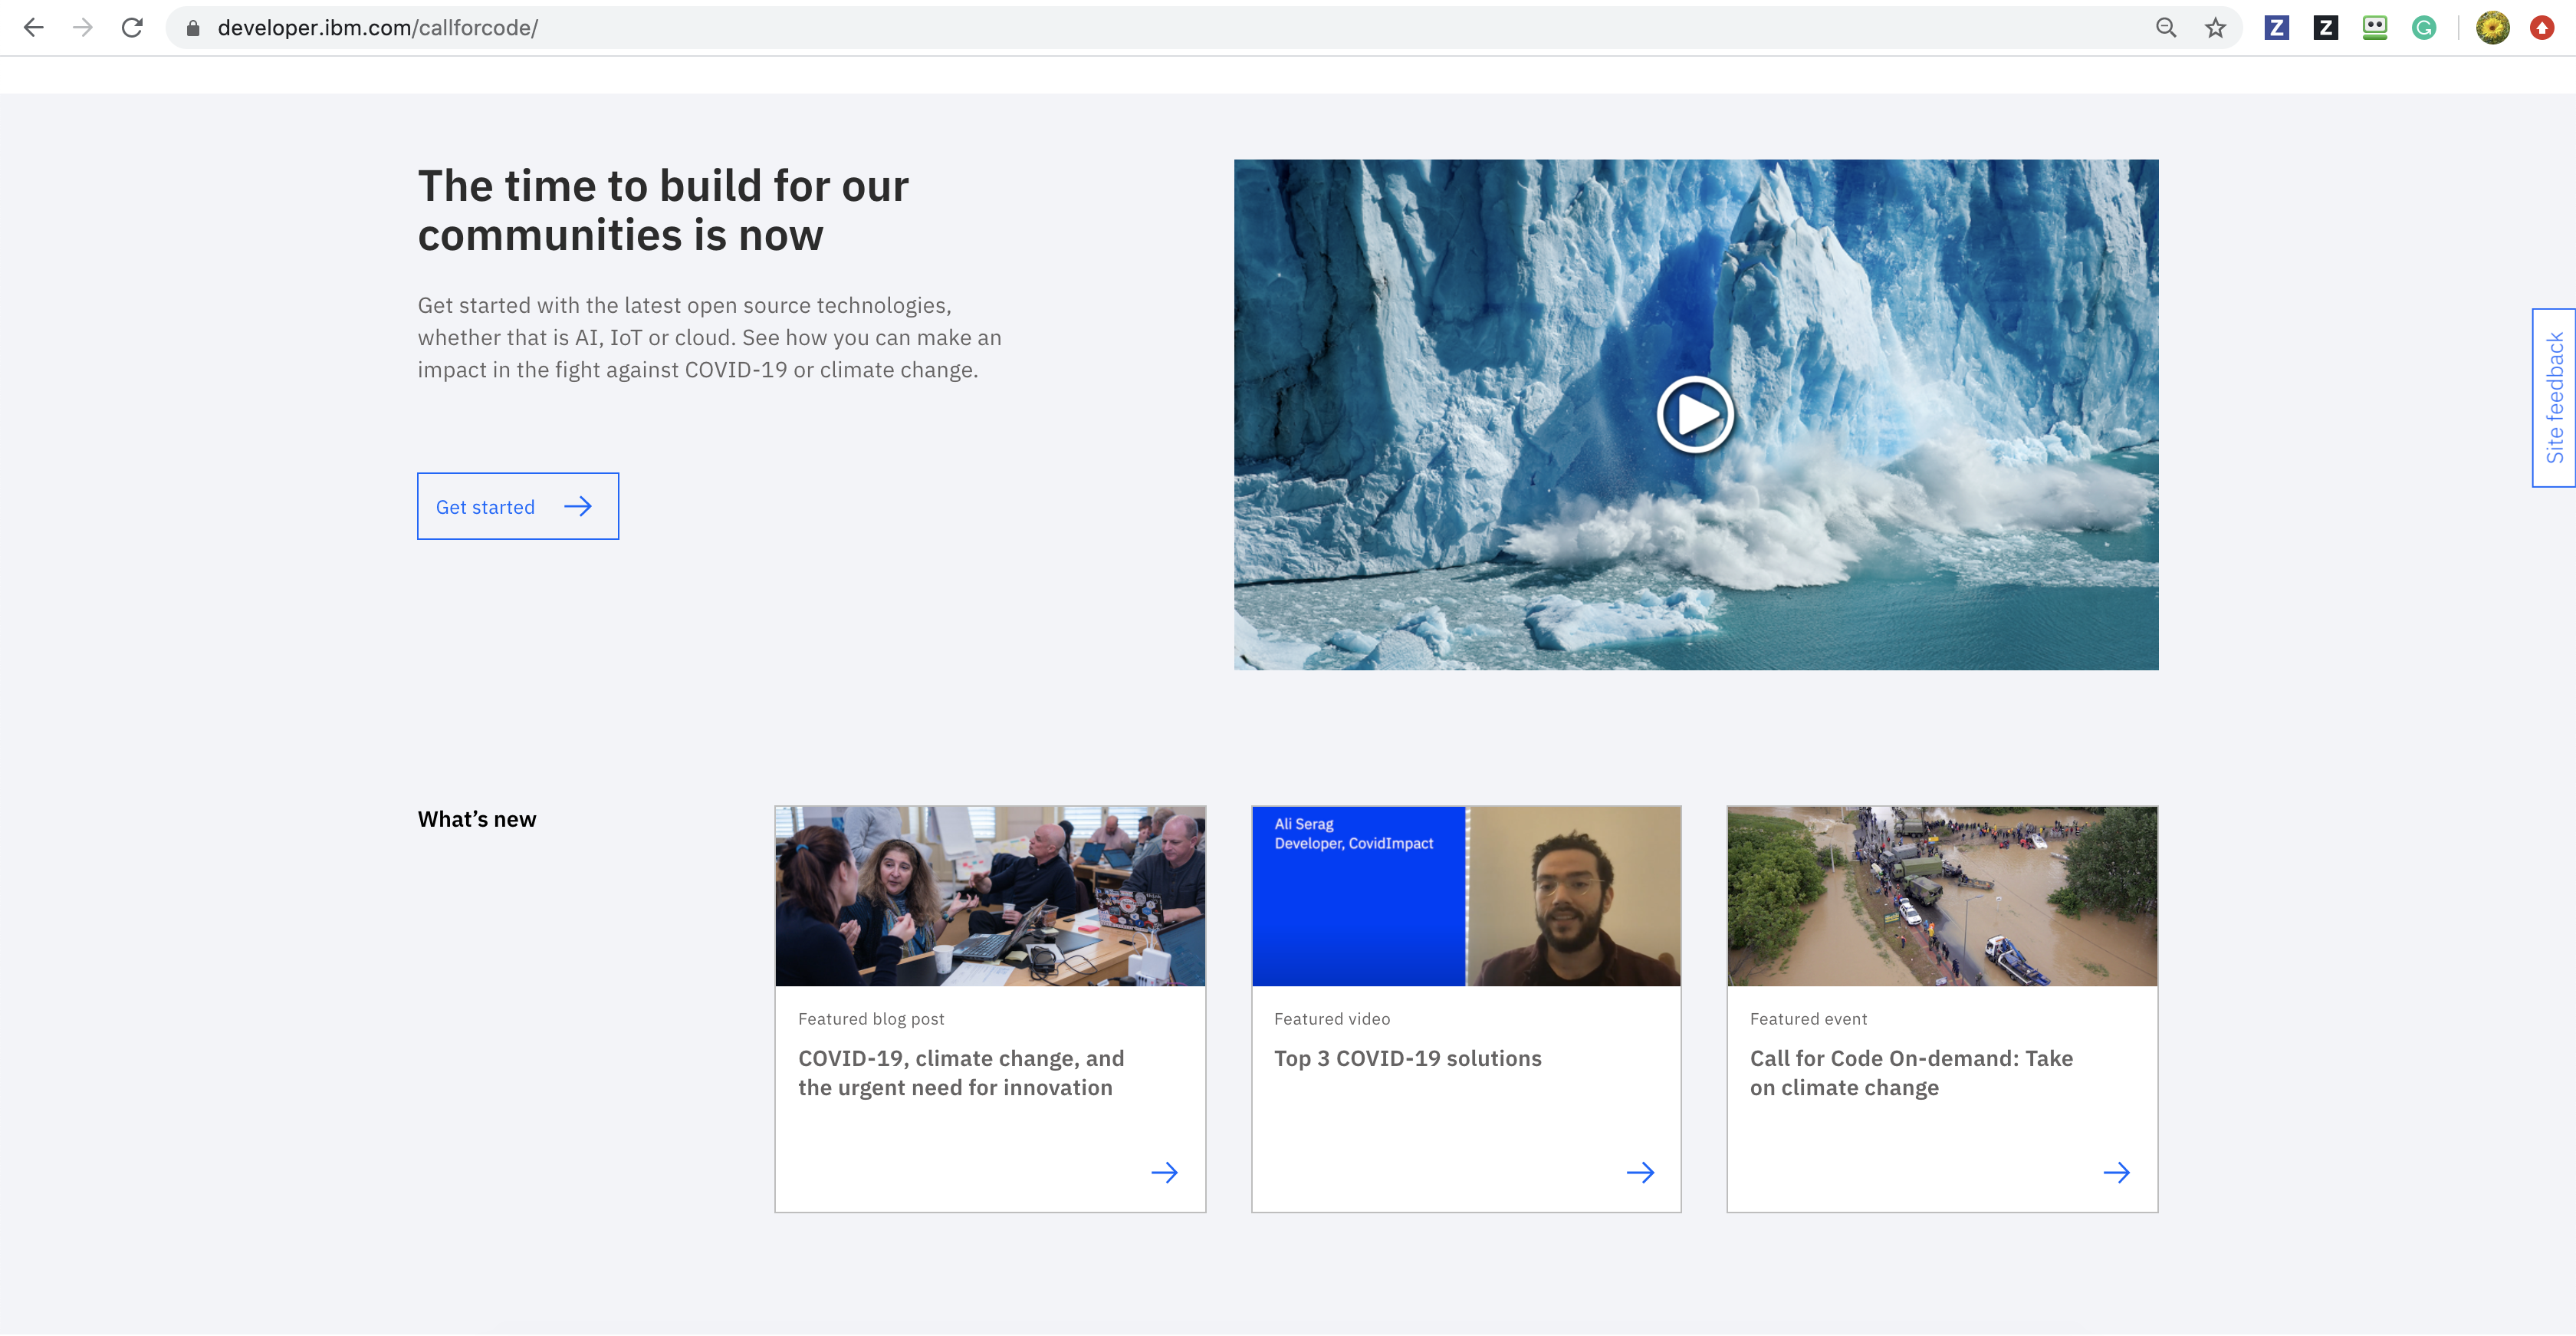 developer.ibm.com/callforcode/
Z
Z
G
The time to build for our
communities is now
Get started with the latest open source technologies,
whether that is AI, IoT or cloud. See how you can make an
impact in the fight against COVID-19 or climate change.
Get started
Site feedback
What’s new
Ali Serag
Developer, CovidImpact
Featured blog post
COVID-19, climate change, and
the urgent need for innovation
Featured video
Top 3 COVID-19 solutions
Featured event
Call for Code On-demand: Take
on climate change